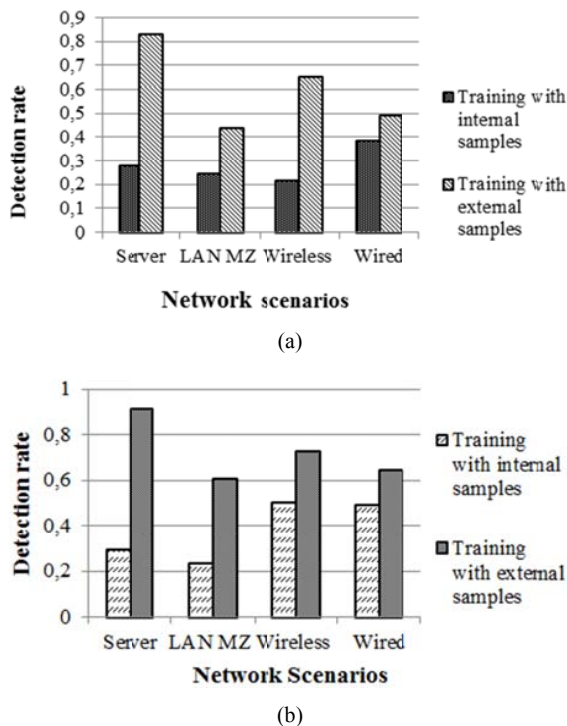 0,9
0,8
0,7
0,6
0,5
0,4
0,3
0,2
0,1
0
Detection rate
Server LAN MZ Wireless Wired
Network scenarios
Training with
internal
samples
Training with
external
samples
(a)
1
0,8
0,6
0,4
0,2
0
Detection rate
Server LAN MZ Wireless Wired
Network Scenarios
Training
with internal
samples
Training
with external
samples
(b)